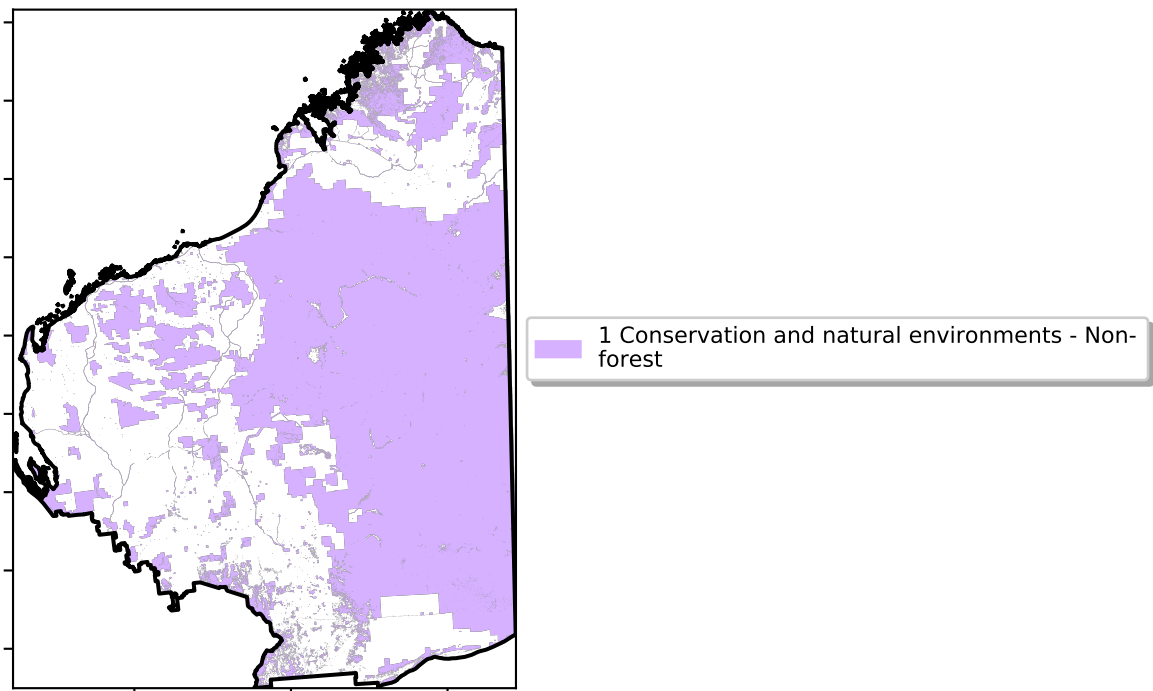 1 Conservation and natural environments - Non-
forest